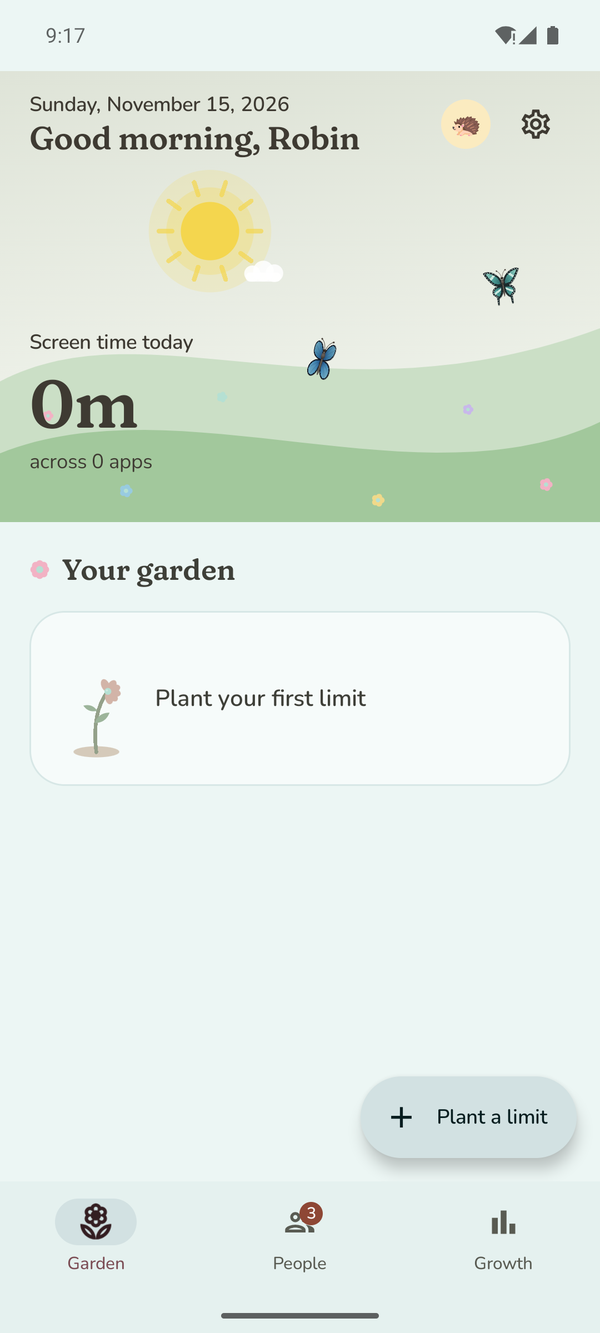 9:17
Sunday, November 15, 2026
Good morning, Robin
Screen time today
0m
across 0 apps
Your garden
Plant your first limit
Plant a limit
3
Garden
People
Growth